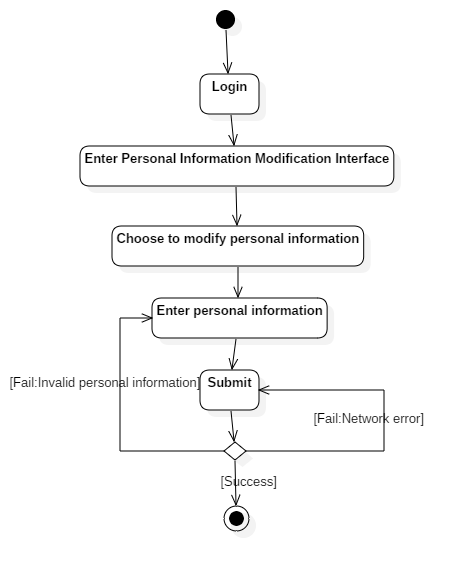 Login
Enter Personal Information Modification Interface
Choose to modify personal information
Enter personal information
[Fail:Invalid personal information]
Submit
[Fail:Network error]
[Success]